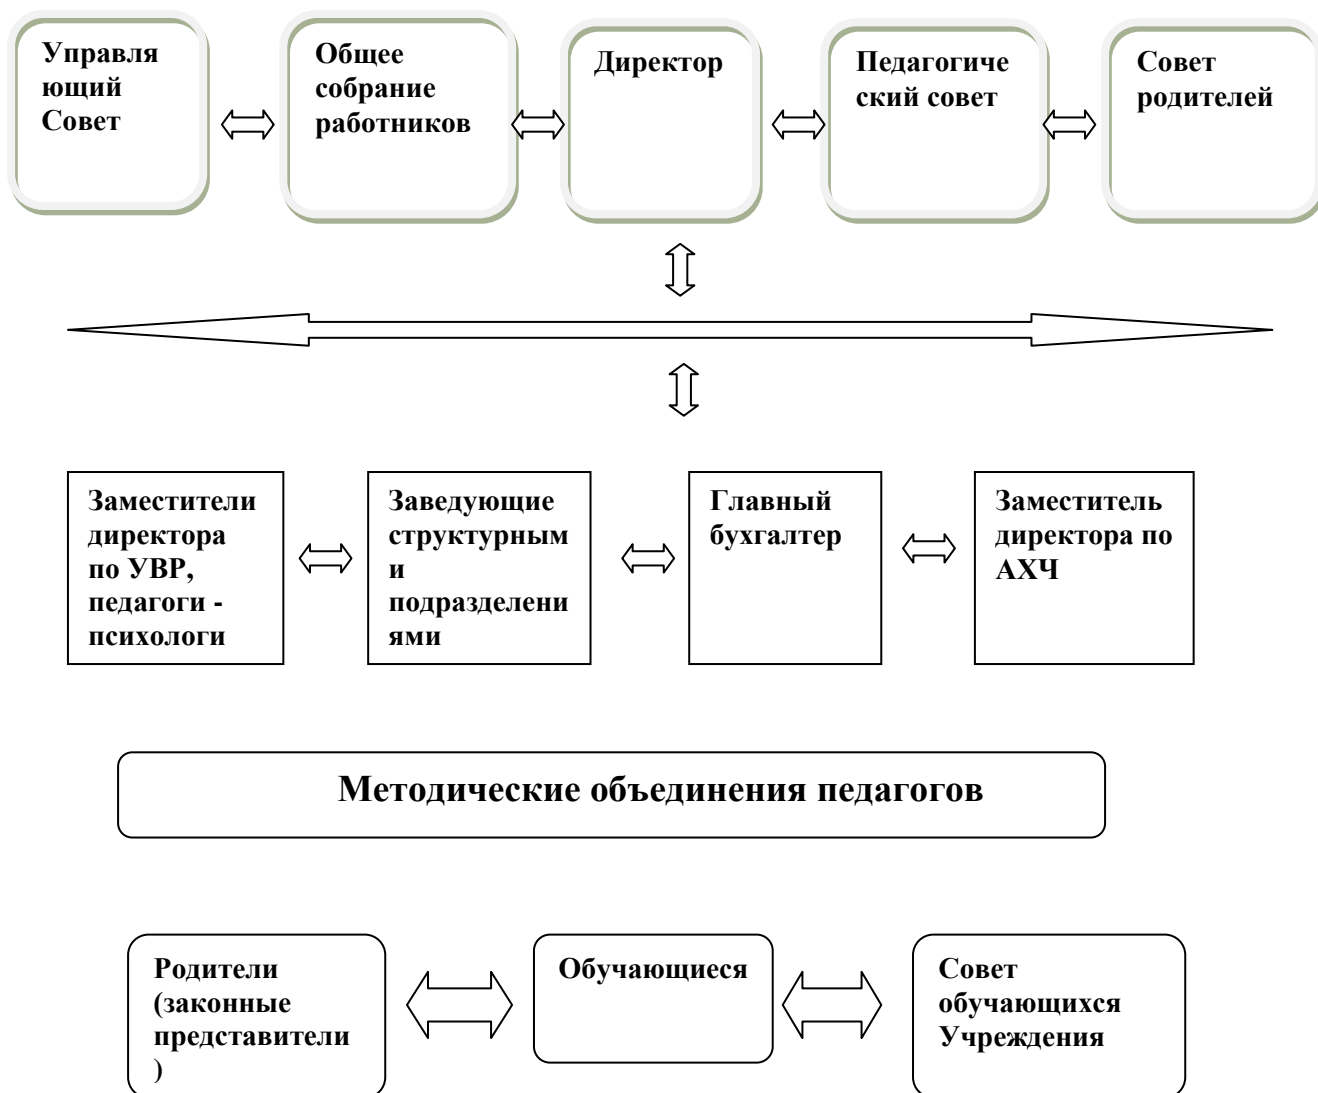 Управля
ющий
Совет
Общее
собрание
работников
Директор
Педагогиче
ский совет
Совет
родителей
Заместители
директора
по УВР,
педагоги -
психологи
Заведующие
структурным
и
подразделени
ями
Главный
бухгалтер
Заместитель
директора по
АХЧ
Методические объединения педагогов
Родители
(законные
представители
)
Обучающиеся
Совет
обучающихся
Учреждения